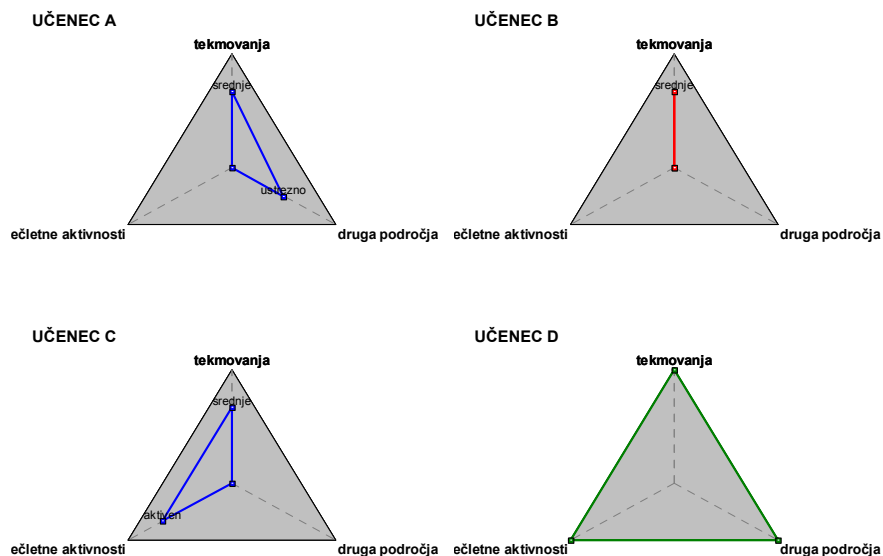 UČENEC A
tekmovanja
srednje
ustrezno
ečletne aktivnosti
druga področja
UČENEC B
tekmovanja
srednje
ečletne aktivnosti
druga področja
UČENEC C
tekmovanja
srednje
aktiven
ečletne aktivnosti
druga področja
UČENEC D
tekmovanja
ečletne aktivnosti
druga področja